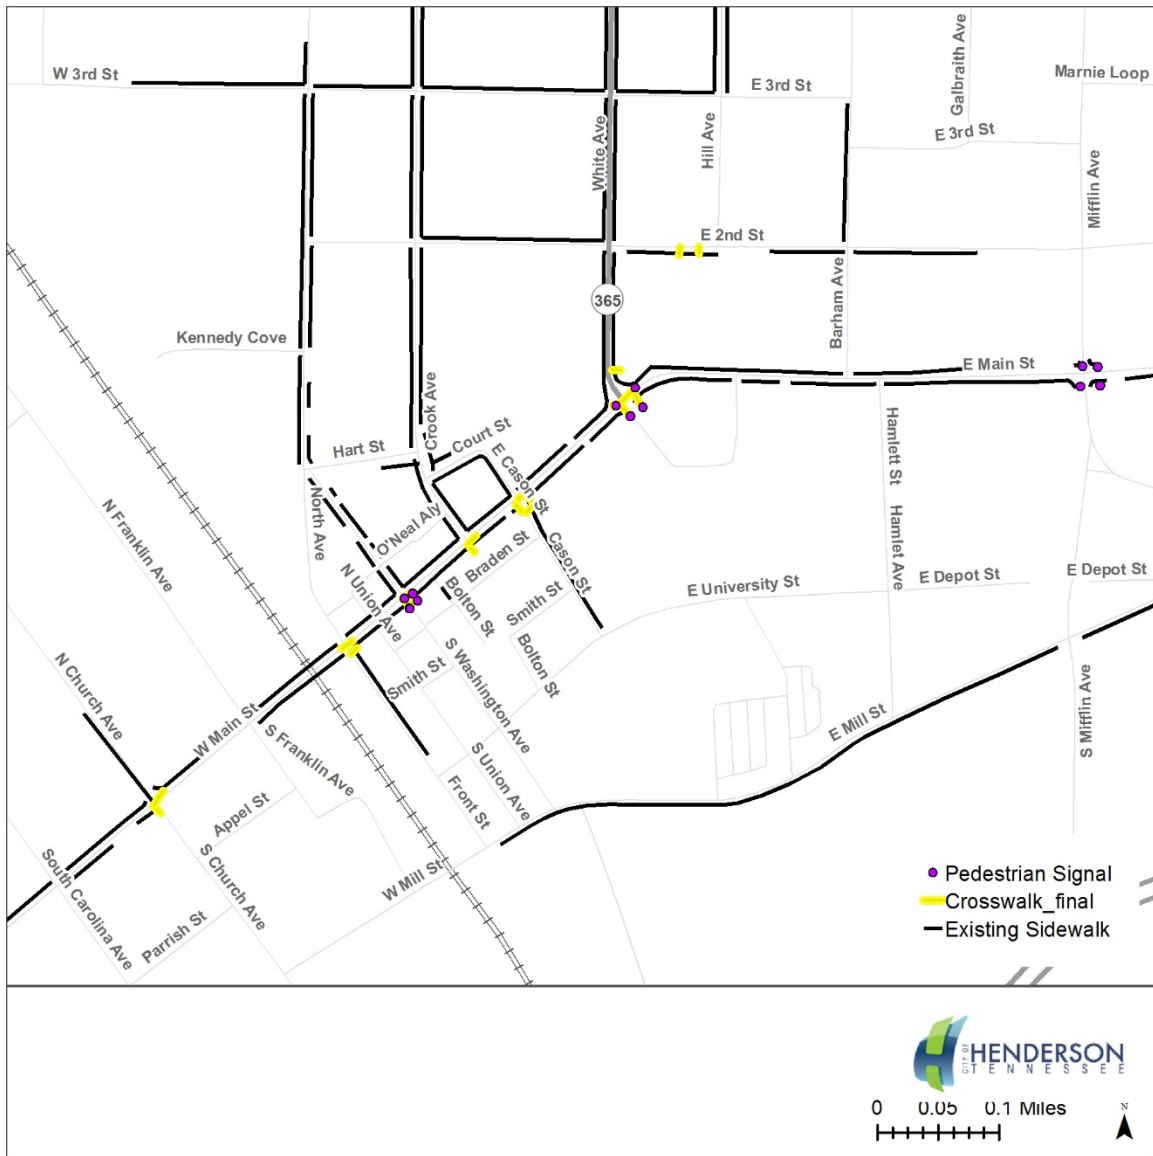 W 3rd St
E 3rd St
Galbraith Ave
Marnie Loop
White Ave
Hill Ave
E 3rd St
Mifflin Ave
E 2nd St
Barham Ave
365
Kennedy Cove
E Main St
Crook Ave
Court St
Hart St
E Cason St
Hamlett St
North Ave
N Franklin Ave
O'Neal Aly
Braden St
Cason St
Hamlet Ave
E University St
E Depot St
E Depot St
N Union Ave
Bolton St
Smith St
Bolton St
S Washington Ave
Smith St
N Church Ave
W Main St
S Franklin Ave
E Mill St
S Mifflin Ave
S Union Ave
Front St
Appel St
South Carolina Ave
S Church Ave
W Mill St
Parrish St
Pedestrian Signal
Crosswalk_final
Existing Sidewalk
CITY OF
HENDERSON
TENNESSEE
0 0.05 0.1 Miles
N